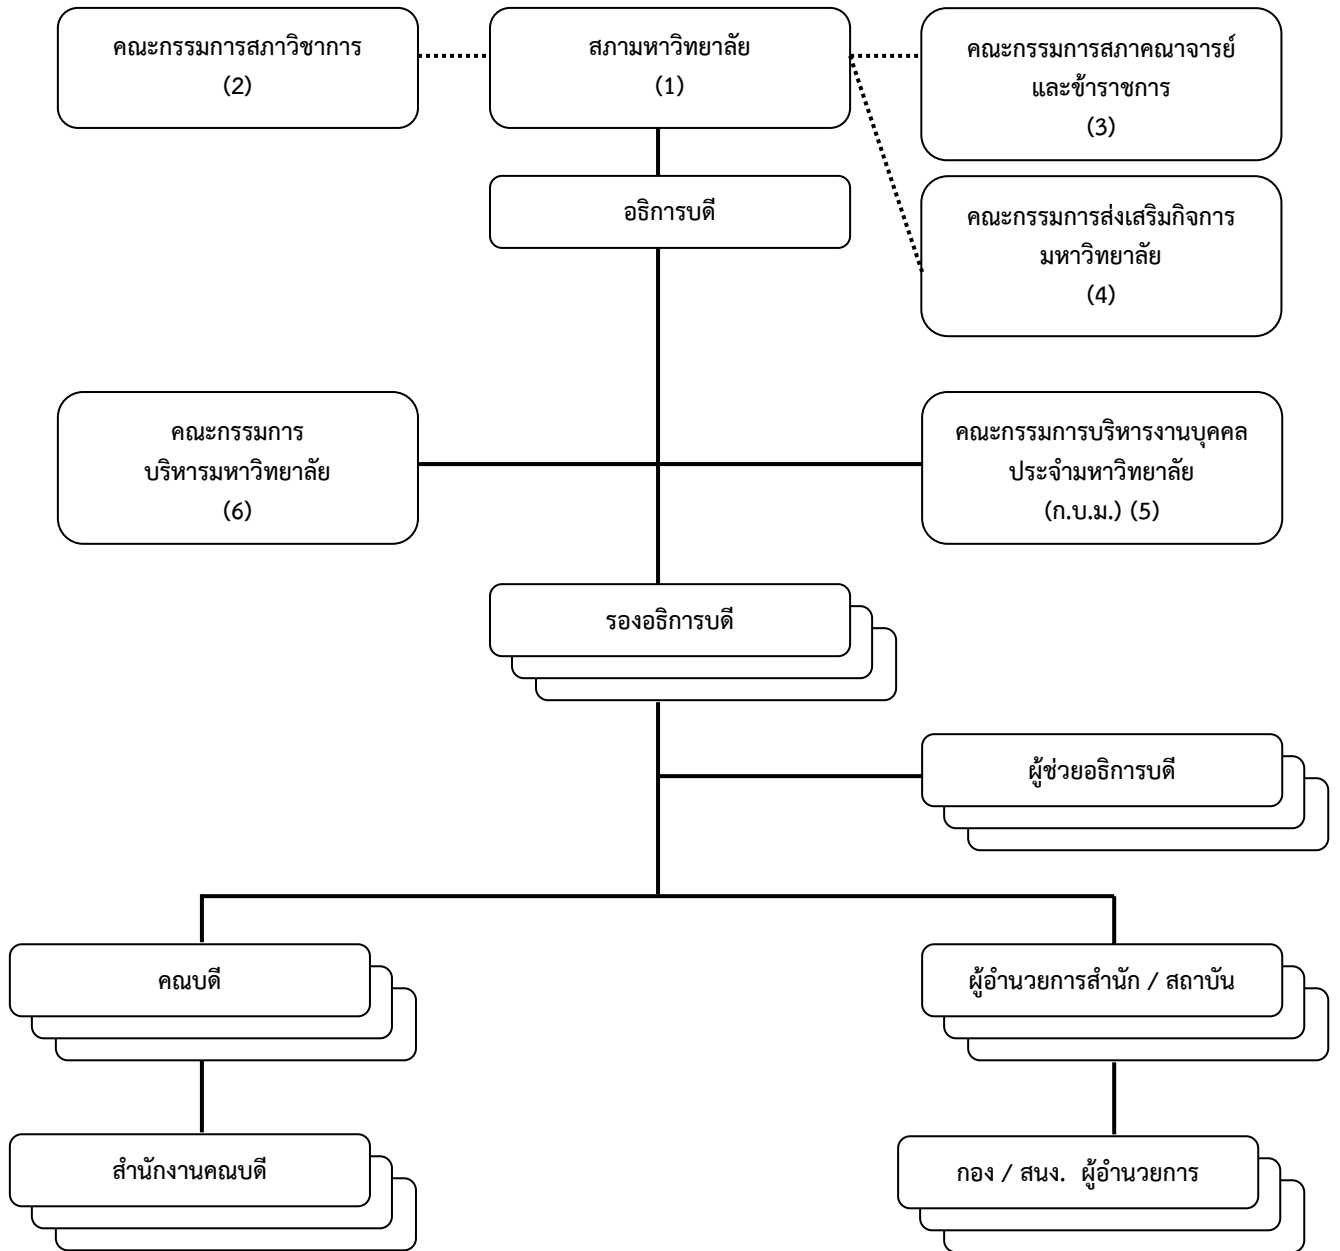 คณะกรรมการสภาวิชาการ
(2)
สภามหาวิทยาลัย
(1)
คณะกรรมการสภาคณาจารย์
และข้าราชการ
(3)
อธิการบดี
คณะกรรมการส่งเสริมกิจการ
มหาวิทยาลัย
(4)
คณะกรรมการ
บริหารมหาวิทยาลัย
(6)
คณะกรรมการบริหารงานบุคคล
ประจำมหาวิทยาลัย
(ก.บ.ม.) (5)
รองอธิการบดี
ผู้ช่วยอธิการบดี
คณบดี
ผู้อำนวยการสำนัก / สถาบัน
สำนักงานคณบดี
กอง / สนง. ผู้อำนวยการ